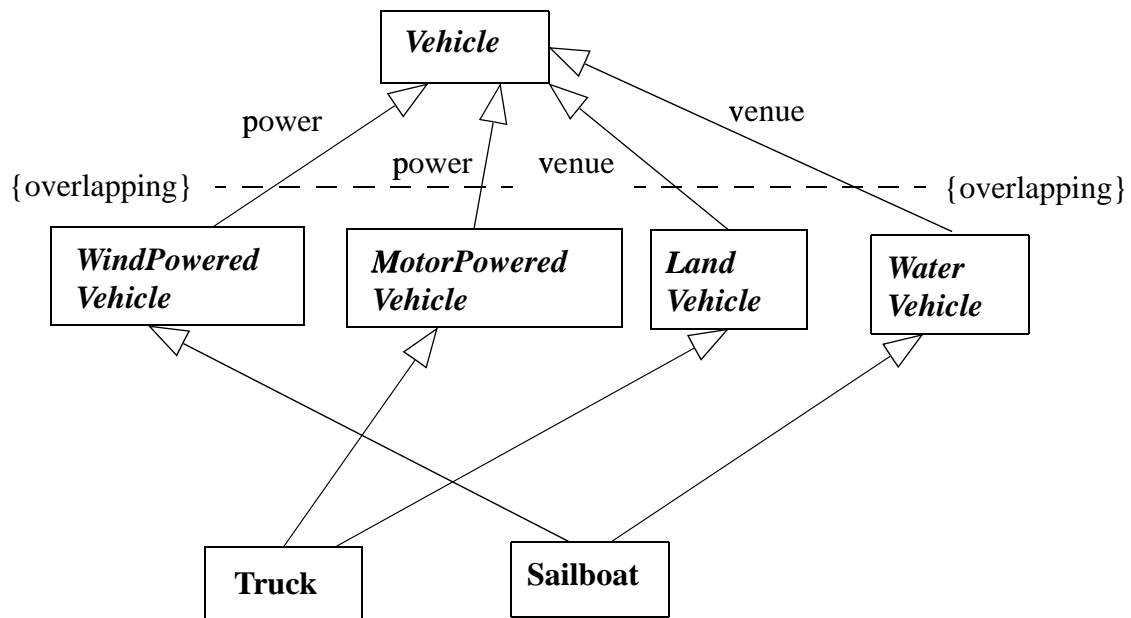 Vehicle
power
venue
power
venue
{overlapping}
{overlapping}
WindPowered
Vehicle
MotorPowered
Vehicle
Land
Vehicle
Water
Vehicle
Truck
Sailboat